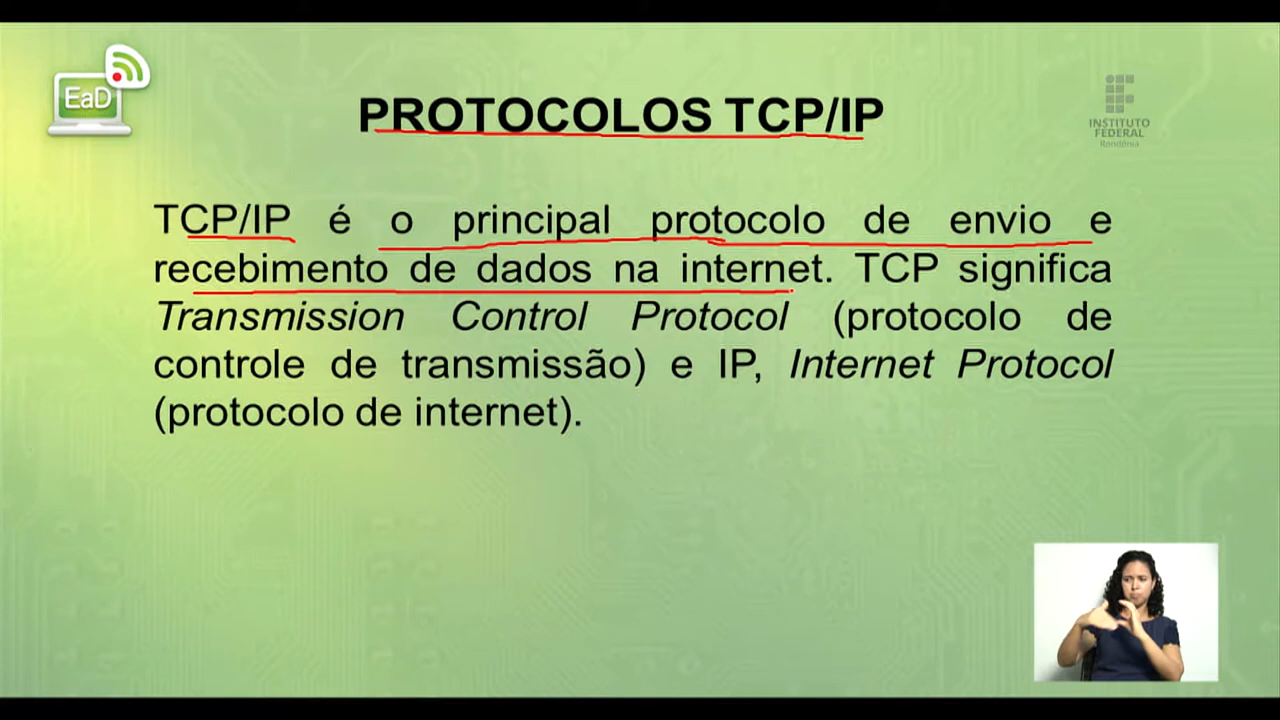 EaD
PROTOCOLOS TCP/IP
INSTITUTO
FEDERAL
Rondônia
TCP/IP é o principal protocolo de envio e
recebimento de dados na internet. TCP significa
Transmission Control Protocol (protocolo de
controle de transmissão) e IP, Internet Protocol
(protocolo de internet).